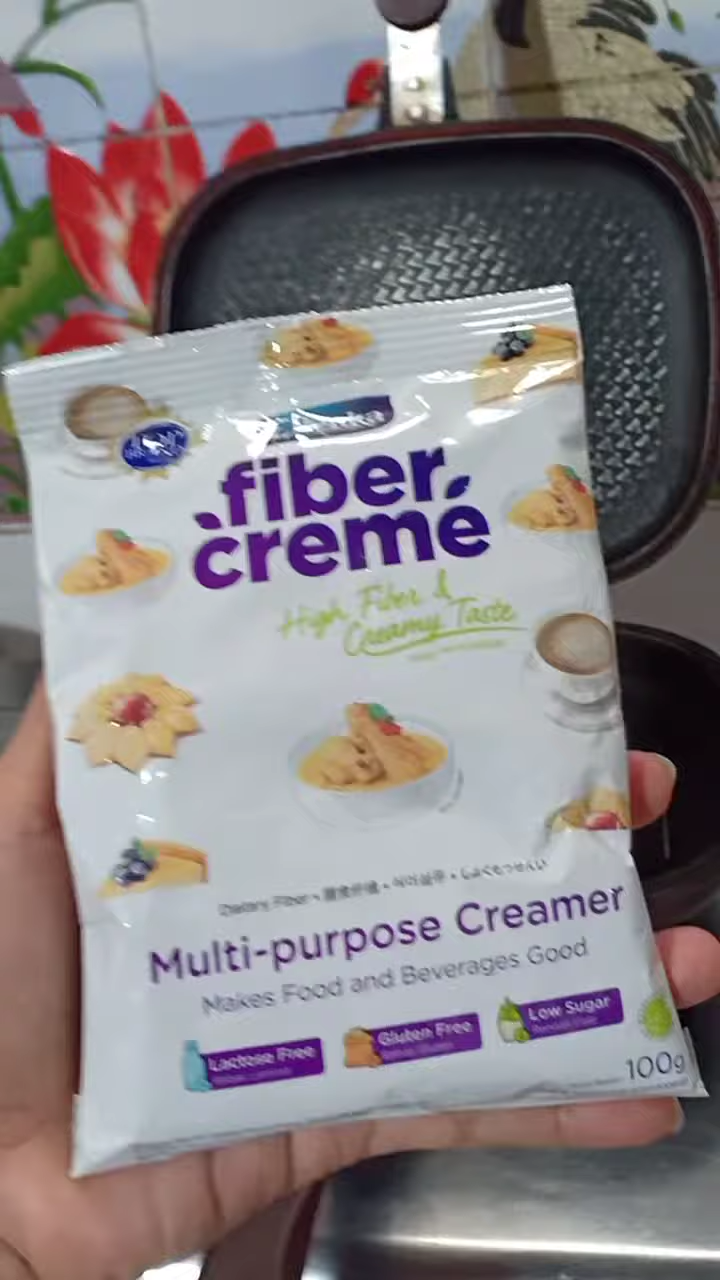 fiber
creme
High Fiber &
Creamy Taste
Dietary Fiber •
Multi-purpose Creamer
Makes Food and Beverages Good
Lactose Free
Gluten Free
Low Sugar
100g